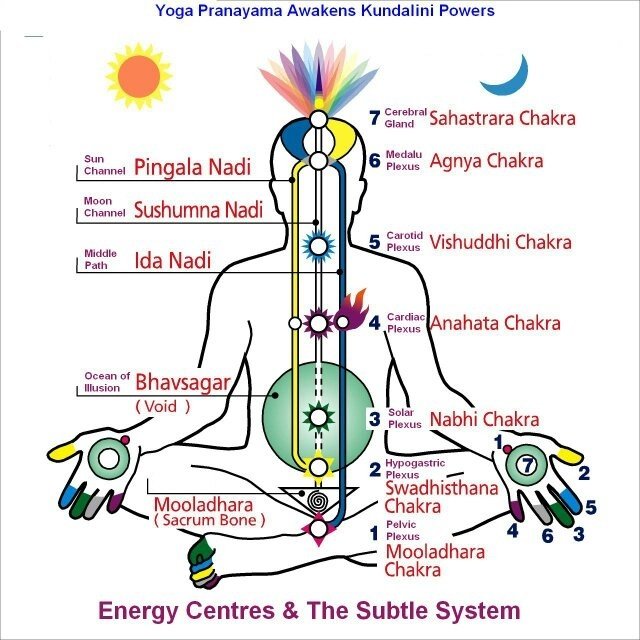 Yoga Pranayama Awakens Kundalini Powers
7 Cerebral Gland Sahastrara Chakra
6 Medalu Plexus Agnya Chakra
Sun Channel Pingala Nadi
Moon Channel Sushumna Nadi
5 Carotid Plexus Vishuddhi Chakra
Middle Path Ida Nadi
4 Cardiac Plexus Anahata Chakra
Ocean of Illusion Bhavsagar
( Void )
3 Solar Plexus Nabhi Chakra
1
7
2
5
3
6
4
2 Hypogastric Plexus
Swadhisthana
Chakra
Mooladhara
( Sacrum Bone )
1 Pelvic Plexus
Mooladhara
Chakra
Energy Centres & The Subtle System